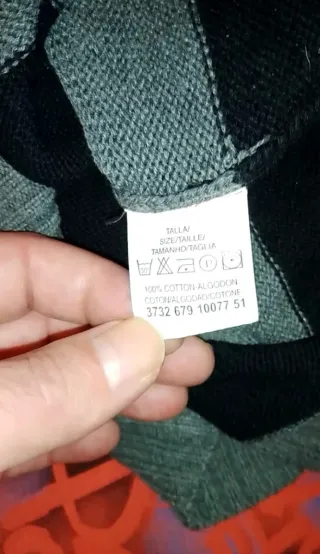 TALLA/
SIZE/TAILLE/
TAMANHO/TAGLIA
P
100% COTTON-ALGODON
COTON/ALGODAO/COTONE
3732 679 10077 51